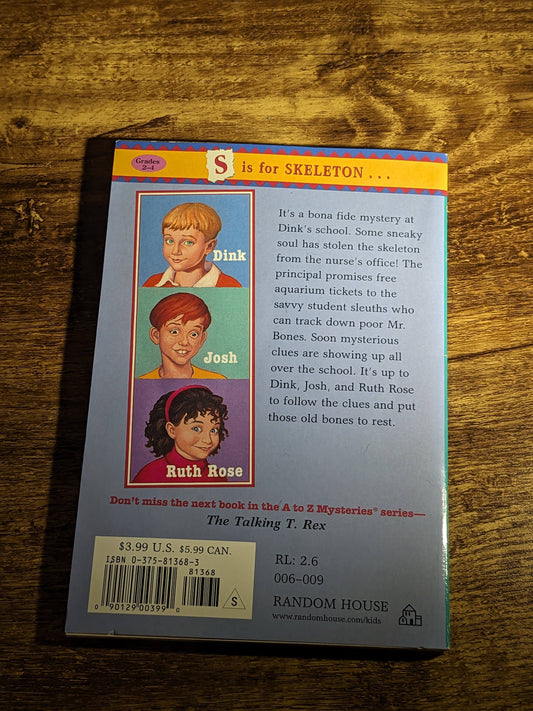 Grades
2–4
S is for SKELETON . . .
Dink
Josh
Ruth Rose
It's a bona fide mystery at
Dink's school. Some sneaky
soul has stolen the skeleton
from the nurse's office! The
principal promises free
aquarium tickets to the
savvy student sleuths who
can track down poor Mr.
Bones. Soon mysterious
clues are showing up all
over the school. It's up to
Dink, Josh, and Ruth Rose
to follow the clues and put
those old bones to rest.
Don't miss the next book in the A to Z Mysteries® series—
The Talking T. Rex
$3.99 U.S. $5.99 CAN.
ISBN 0-375-81368-3
81368
0 90129 00399 0
S
RL: 2.6
006–009
RANDOM HOUSE
www.randomhouse.com/kids